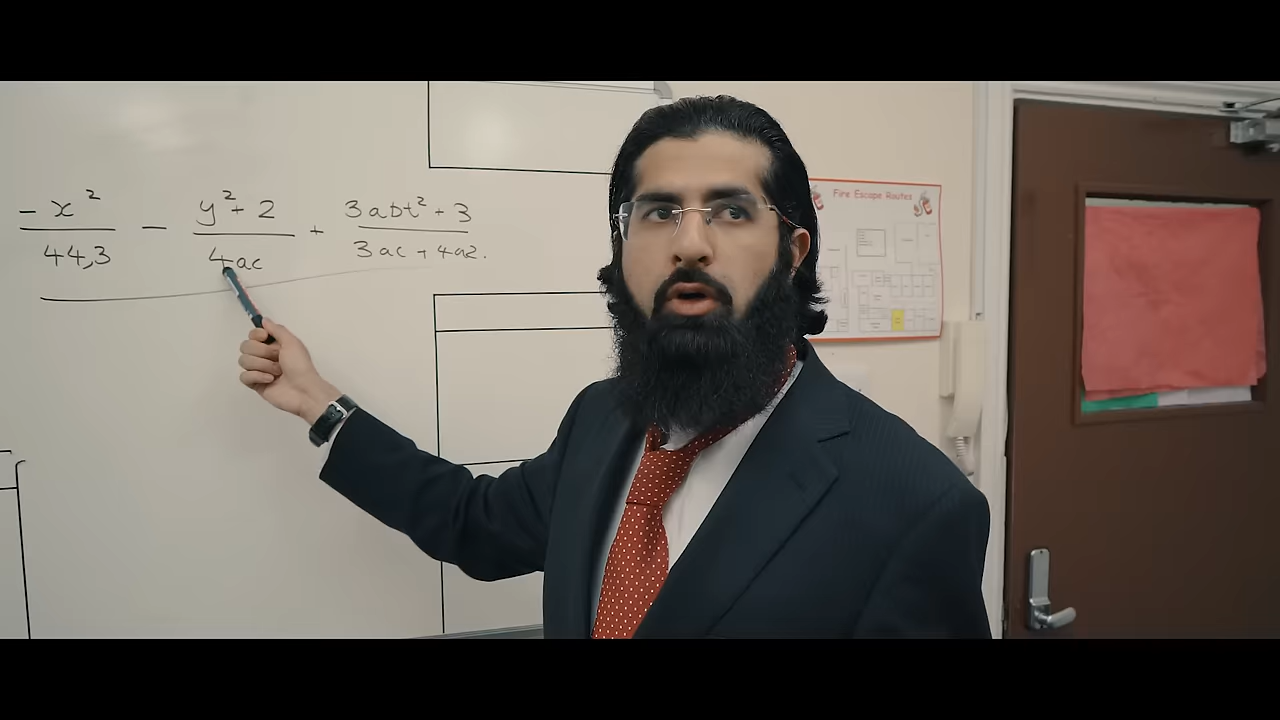 -x² / 44,3 - y²+2 / 4ac + 3abt²+3 / 3ac+4a2.
Fire Escape Routes